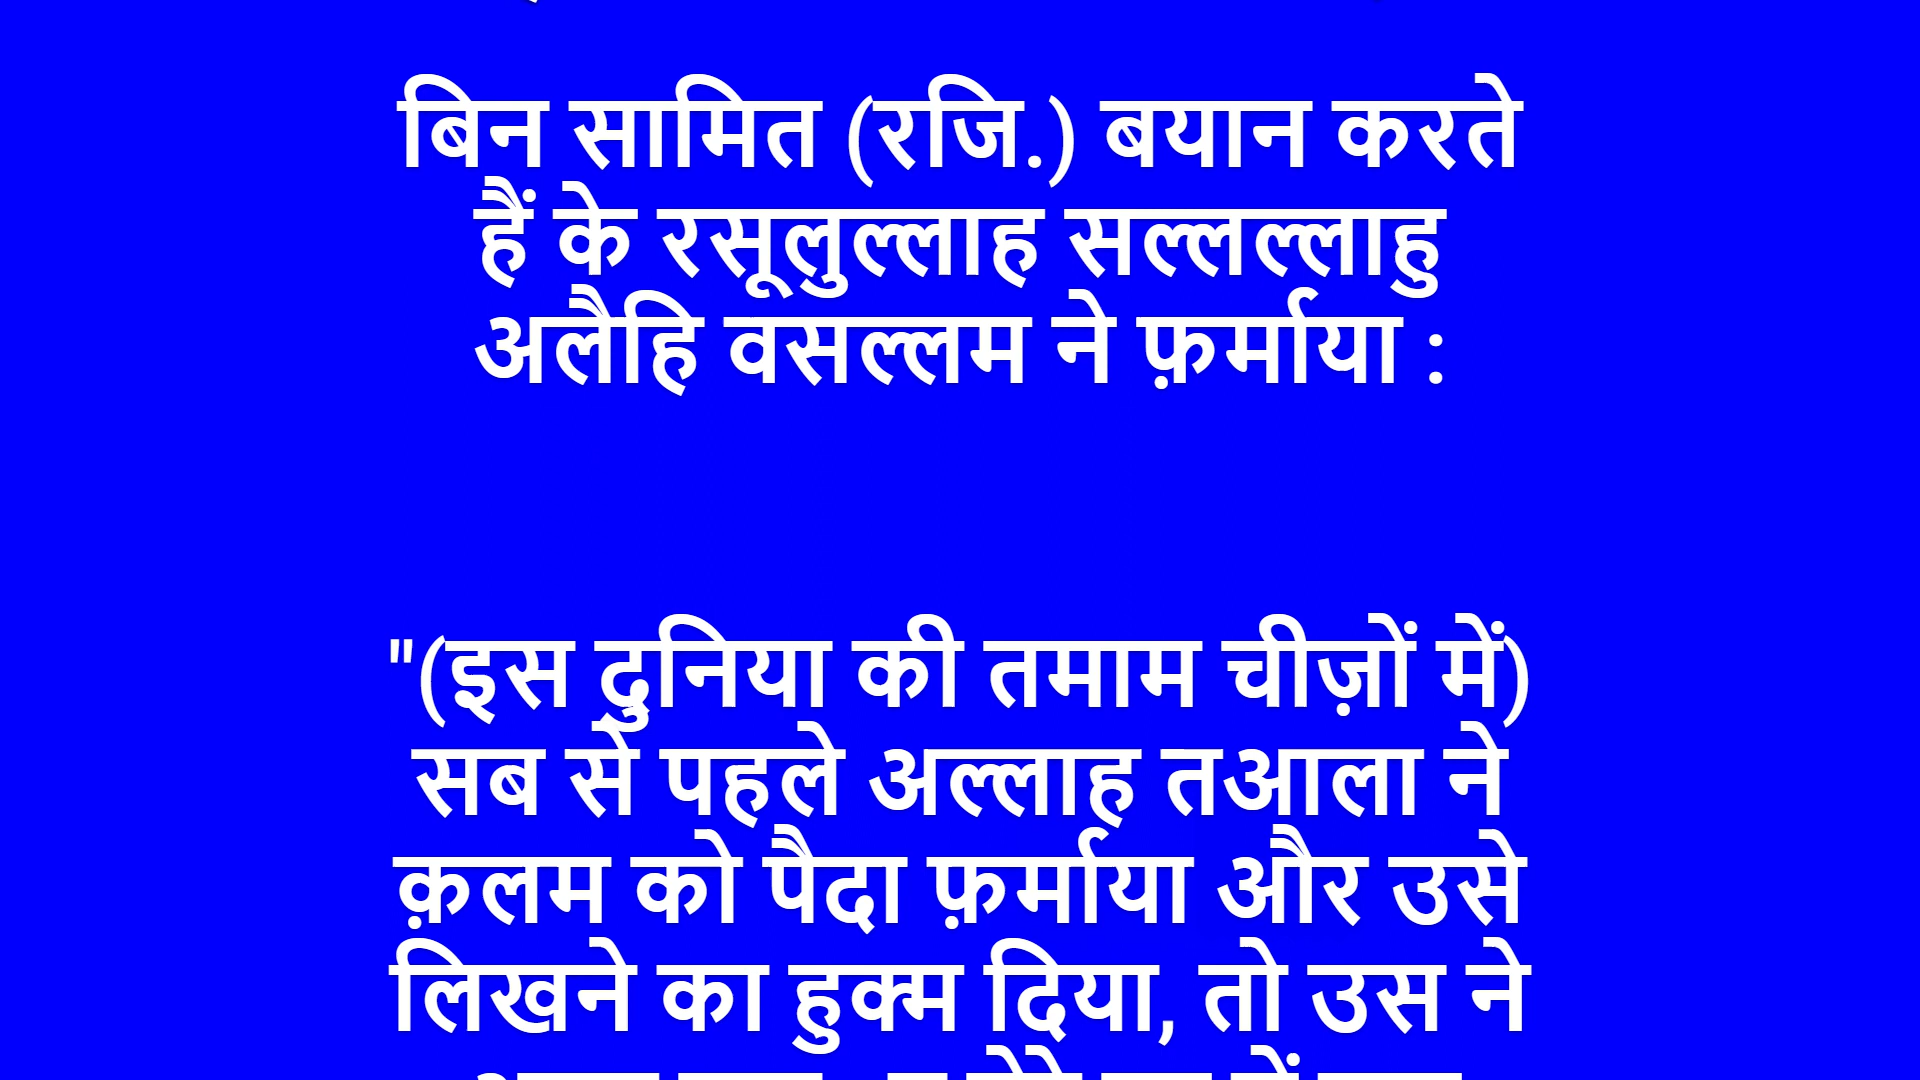 बिन सामित (रजि.) बयान करते
हैं के रसूलुल्लाह सल्लल्लाहु
अलैहि वसल्लम ने फ़र्माया :
"(इस दुनिया की तमाम चीज़ों में)
सब से पहले अल्लाह तआला ने
क़लम को पैदा फ़र्माया और उसे
लिखने का हुक्म दिया, तो उस ने